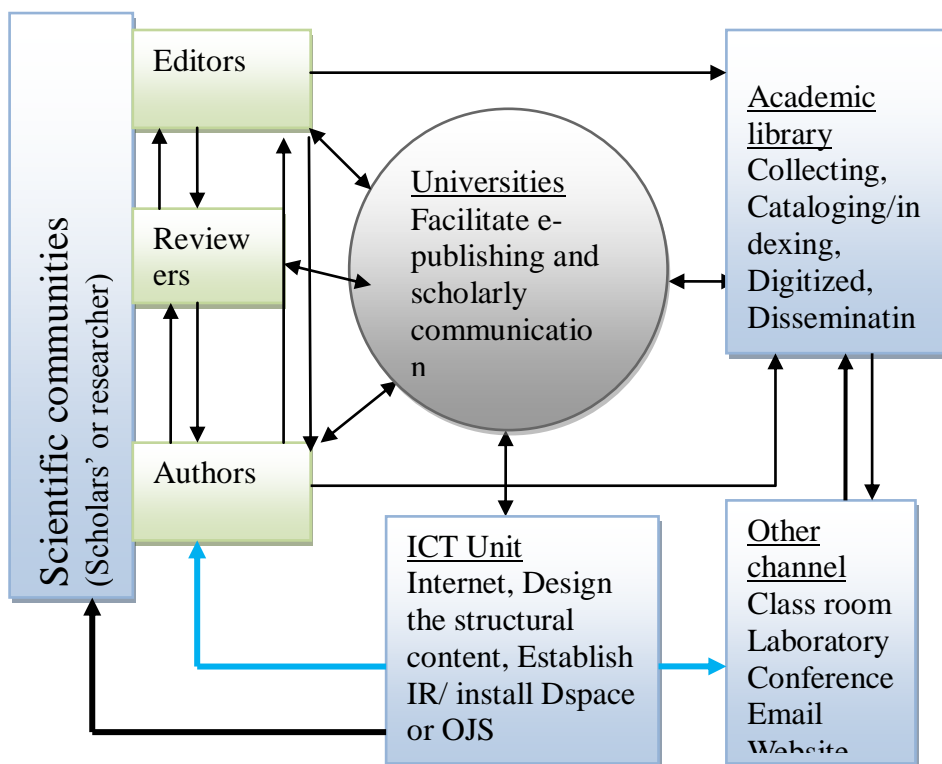 Scientific communities
(Scholars’ or researcher)
Editors
Review
ers
Authors
Universities
Facilitate e-
publishing and
scholarly
communicatio
n
Academic
library
Collecting,
Cataloging/in
dexing,
Digitized,
Disseminatin
ICT Unit
Internet, Design
the structural
content, Establish
IR/ install Dspace
or OJS
Other
channel
Class room
Laboratory
Conference
Email
Website